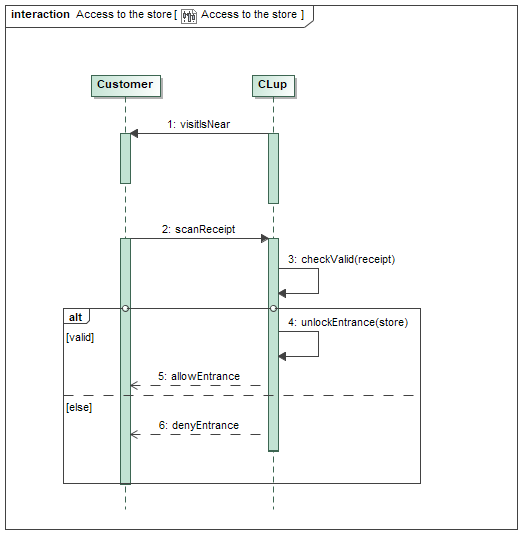 interaction Access to the store [ Access to the store ]
Customer
CLup
1: visitIsNear
2: scanReceipt
3: checkValid(receipt)
alt
4: unlockEntrance(store)
[valid]
5: allowEntrance
[else]
6: denyEntrance